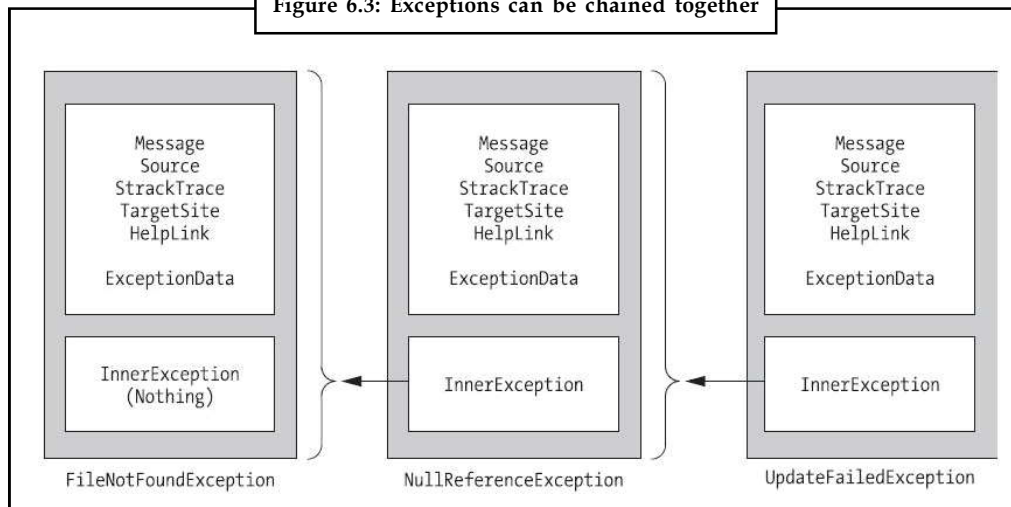 Figure 6.3: Exceptions can be chained together
Message
Source
StrackTrace
TargetSite
HelpLink
ExceptionData
InnerException
(Nothing)
FileNotFoundException
Message
Source
StrackTrace
TargetSite
HelpLink
ExceptionData
InnerException
NullReferenceException
Message
Source
StrackTrace
TargetSite
HelpLink
ExceptionData
InnerException
UpdateFailedException